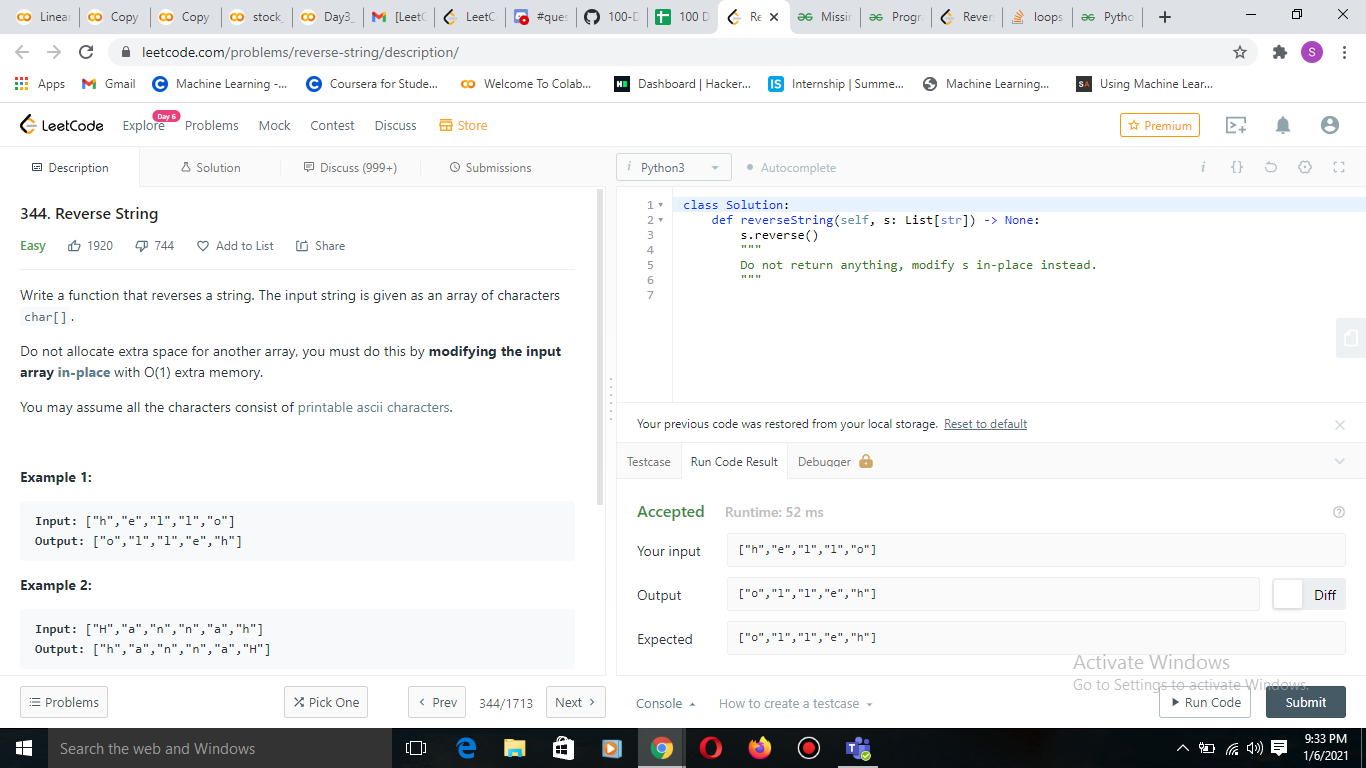 Linear
Copy
Copy
stock_
Day3_
[LeetC
LeetC
#ques
100-D
100 D
Re
Missin
Progr
Rever
loops
Pytho
leetcode.com/problems/reverse-string/description/
S
Apps
Gmail
Machine Learning -...
Coursera for Stude...
Welcome To Colab...
Dashboard | Hacker...
Internship | Summe...
Machine Learning...
Using Machine Lear...
LeetCode
Explore
Day 6
Problems
Mock
Contest
Discuss
Store
Premium
Description
Solution
Discuss (999+)
Submissions
i Python3
Autocomplete
344. Reverse String
Easy 1920 744 Add to List Share
Write a function that reverses a string. The input string is given as an array of characters
char[] .
Do not allocate extra space for another array, you must do this by modifying the input
array in-place with O(1) extra memory.
You may assume all the characters consist of printable ascii characters.
Example 1:
Input: ["h","e","l","l","o"]
Output: ["o","l","l","e","h"]
Example 2:
Input: ["H","a","n","n","a","h"]
Output: ["h","a","n","n","a","H"]
Problems
Pick One
Prev
344/1713
Next
1 class Solution:
2 def reverseString(self, s: List[str]) -> None:
3 s.reverse()
4 """
5 Do not return anything, modify s in-place instead.
6 """
7
Your previous code was restored from your local storage. Reset to default
Testcase
Run Code Result
Debugger
Accepted Runtime: 52 ms
Your input ["h","e","l","l","o"]
Output ["o","l","l","e","h"]
Diff
Expected ["o","l","l","e","h"]
Activate Windows
Go to Settings to activate Windows.
Console
How to create a testcase
Run Code
Submit
Search the web and Windows
9:33 PM
1/6/2021